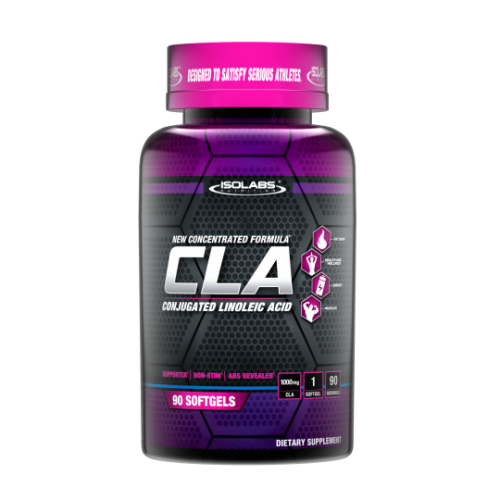 DESIGNED TO SATISFY SERIOUS ATHLETES.
ISOLABS
NUTRITION
NEW CONCENTRATED FORMULA
CLA
CONJUGATED LINOLEIC ACID
NON-STIM
ABS REVEALER
1000mg
CLA
1
SOFTGEL
90
90 SOFTGELS
DIETARY SUPPLEMENT